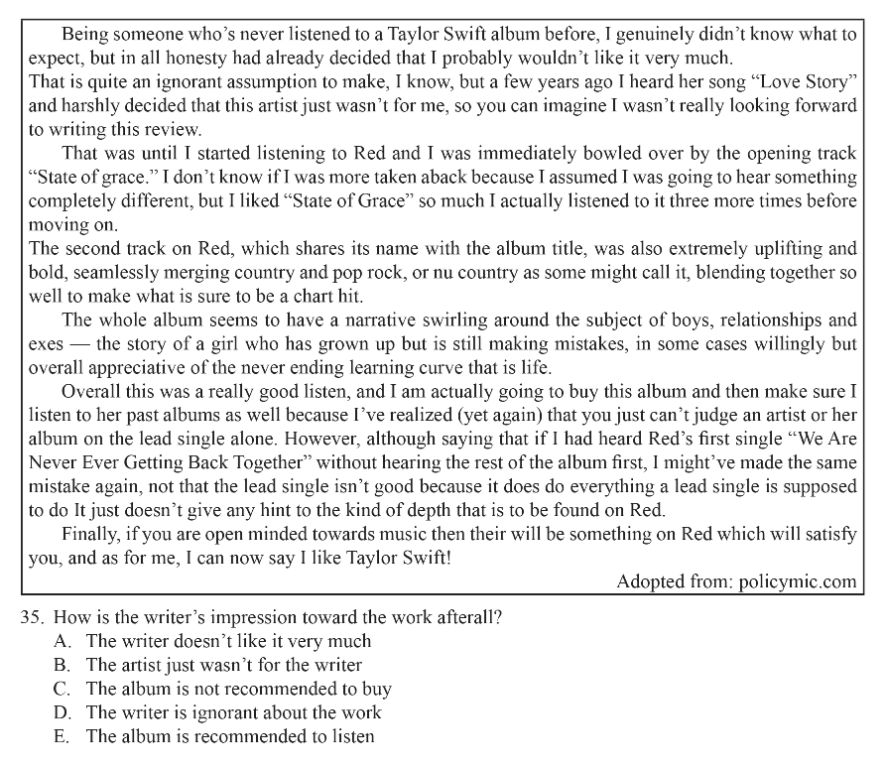 Being someone who's never listened to a Taylor Swift album before, I genuinely didn't know what to
expect, but in all honesty had already decided that I probably wouldn't like it very much.
That is quite an ignorant assumption to make, I know, but a few years ago I heard her song “Love Story”
and harshly decided that this artist just wasn't for me, so you can imagine I wasn't really looking forward
to writing this review.
That was until I started listening to Red and I was immediately bowled over by the opening track
“State of grace.” I don't know if I was more taken aback because I assumed I was going to hear something
completely different, but I liked “State of Grace” so much I actually listened to it three more times before
moving on.
The second track on Red, which shares its name with the album title, was also extremely uplifting and
bold, seamlessly merging country and pop rock, or nu country as some might call it, blending together so
well to make what is sure to be a chart hit.
The whole album seems to have a narrative swirling around the subject of boys, relationships and
exes — the story of a girl who has grown up but is still making mistakes, in some cases willingly but
overall appreciative of the never ending learning curve that is life.
Overall this was a really good listen, and I am actually going to buy this album and then make sure I
listen to her past albums as well because I've realized (yet again) that you just can't judge an artist or her
album on the lead single alone. However, although saying that if I had heard Red's first single “We Are
Never Ever Getting Back Together” without hearing the rest of the album first, I might've made the same
mistake again, not that the lead single isn't good because it does do everything a lead single is supposed
to do It just doesn't give any hint to the kind of depth that is to be found on Red.
Finally, if you are open minded towards music then their will be something on Red which will satisfy
you, and as for me, I can now say I like Taylor Swift!
Adopted from: policymic.com
35. How is the writer's impression toward the work afterall?
A. The writer doesn't like it very much
B. The artist just wasn't for the writer
C. The album is not recommended to buy
D. The writer is ignorant about the work
E. The album is recommended to listen